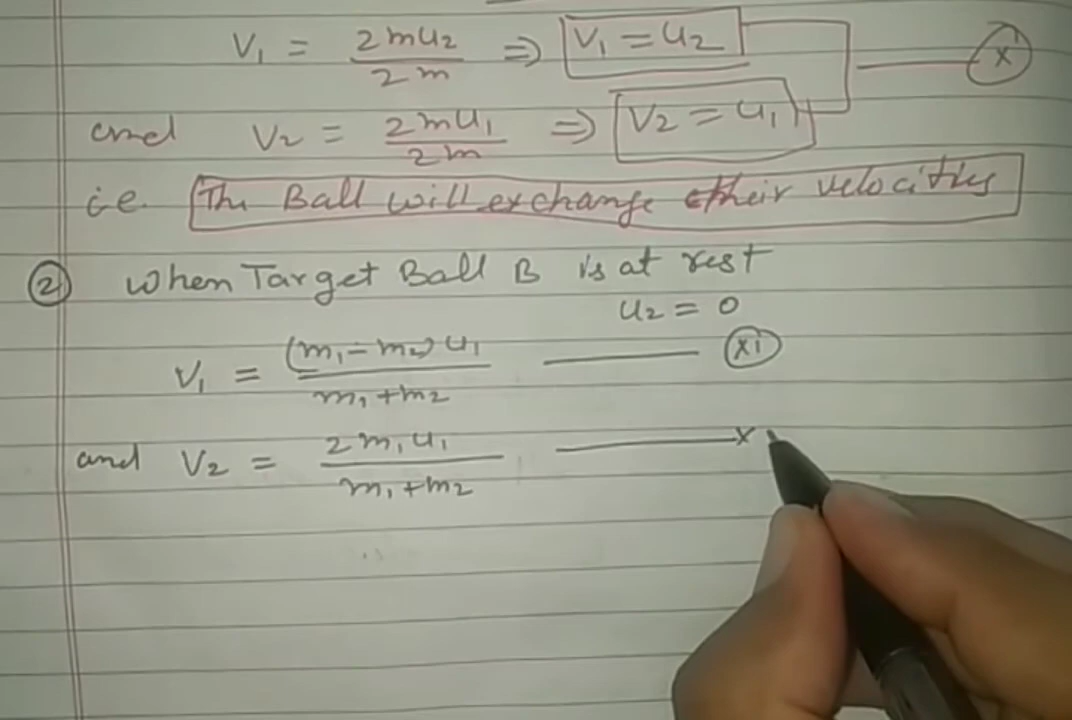 V₁ = 2mu₂/2m ⇒ V₁ = u₂ (X)
and V₂ = 2mu₁/2m ⇒ V₂ = u₁
i.e. The Ball will exchange their velocities
② when Target Ball B is at rest
u₂ = 0
V₁ = (m₁ - m₂) u₁/m₁ + m₂ (XI)
and V₂ = 2m₁u₁/m₁ + m₂ X